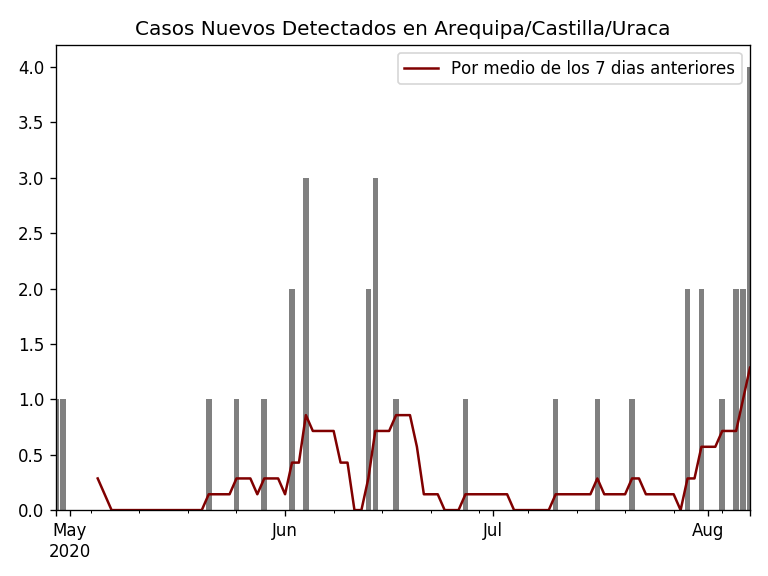 Casos Nuevos Detectados en Arequipa/Castilla/Uraca
Por medio de los 7 dias anteriores
4.0
3.5
3.0
2.5
2.0
1.5
1.0
0.5
0.0
May
2020
Jun
Jul
Aug